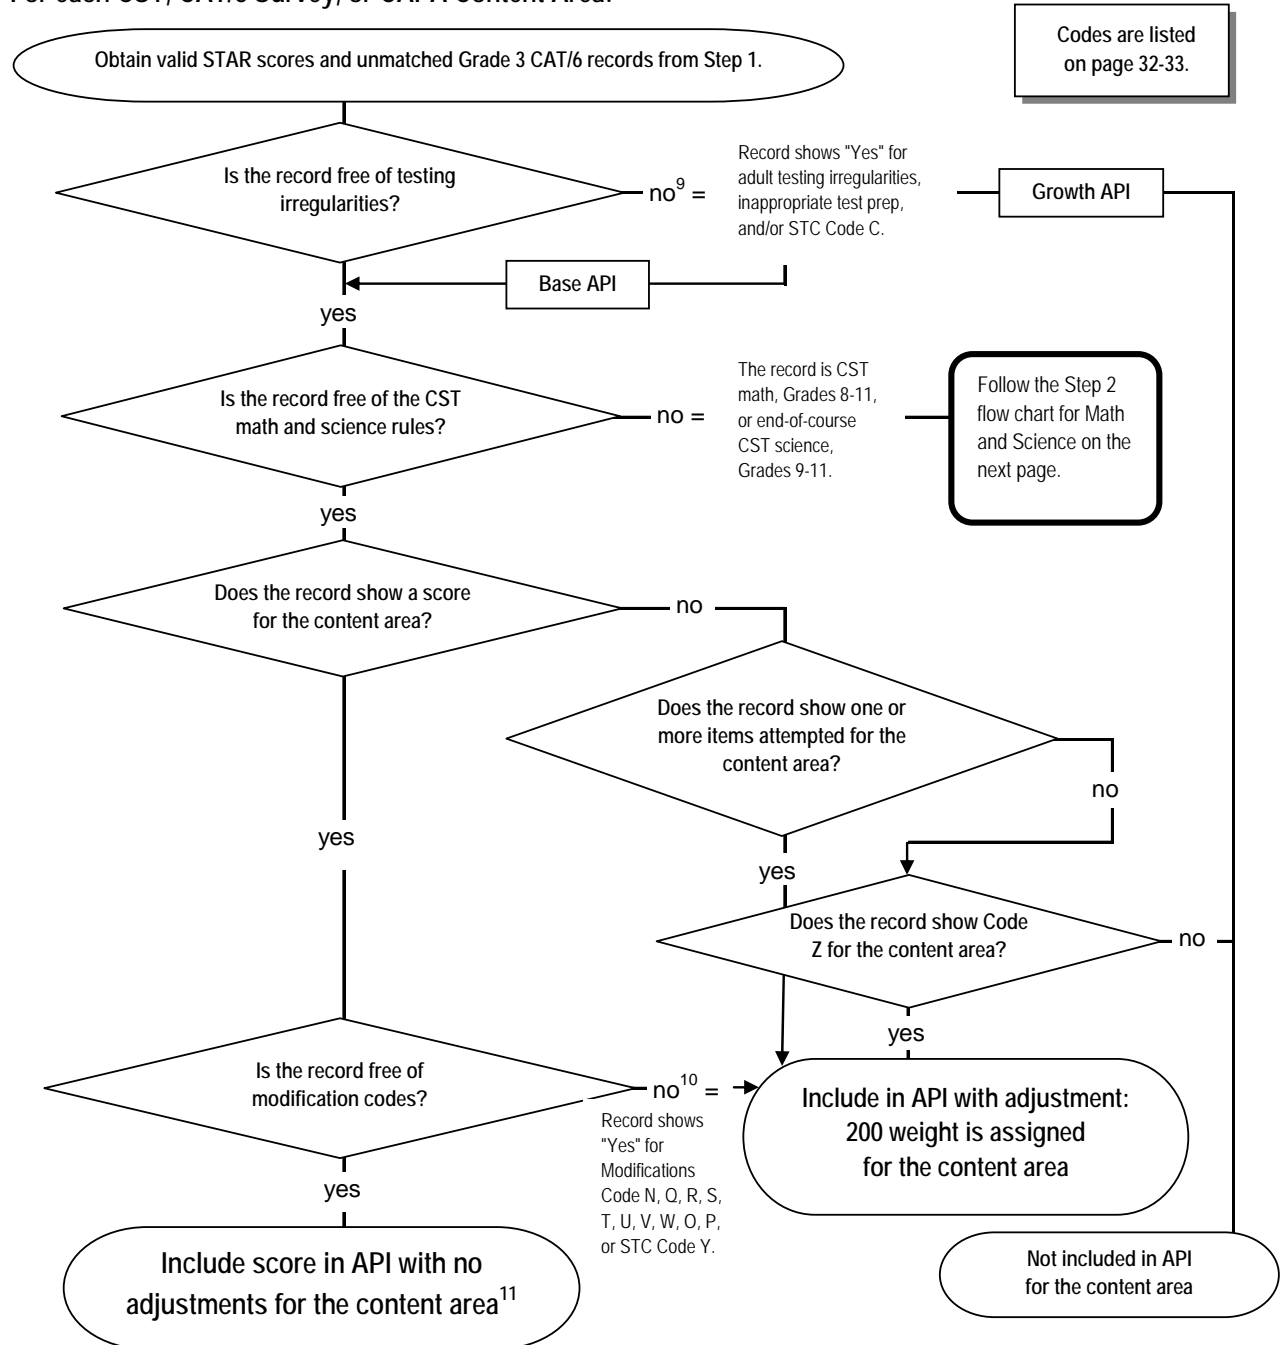 For each CST, CAT/6 Survey, or CAPA Content Area:
Codes are listed
on page 32-33.
Obtain valid STAR scores and unmatched Grade 3 CAT/6 records from Step 1.
Is the record free of testing
irregularities?
no9 =
Record shows "Yes" for
adult testing irregularities,
inappropriate test prep,
and/or STC Code C.
Growth API
Base API
yes
Is the record free of the CST
math and science rules?
no =
The record is CST
math, Grades 8-11,
or end-of-course
CST science,
Grades 9-11.
Follow the Step 2
flow chart for Math
and Science on the
next page.
yes
Does the record show a score
for the content area?
no
Does the record show one or
more items attempted for the
content area?
no
yes
yes
Does the record show Code
Z for the content area?
no
yes
Is the record free of
modification codes?
no10 =
Record shows
"Yes" for
Modifications
Code N, Q, R, S,
T, U, V, W, O, P,
or STC Code Y.
Include in API with adjustment:
200 weight is assigned
for the content area
yes
Include score in API with no
adjustments for the content area11
Not included in API
for the content area